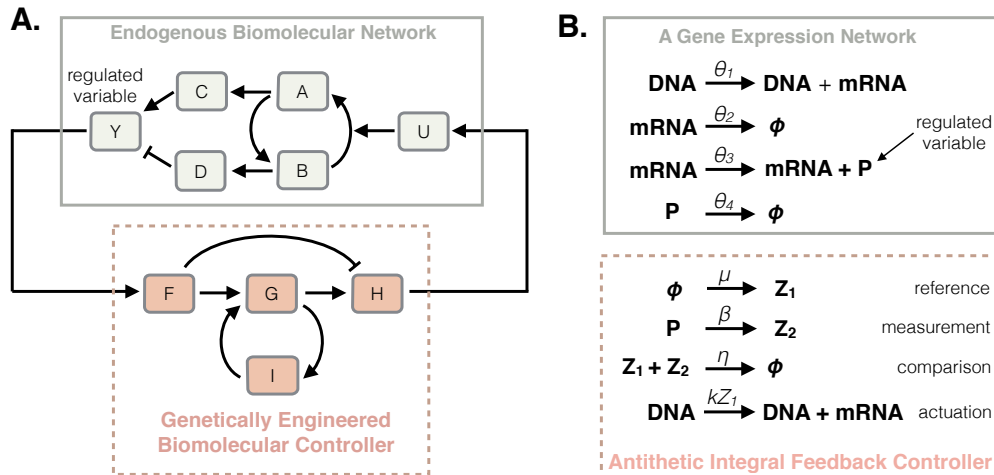 A.
Endogenous Biomolecular Network
regulated
variable
C
A
Y
U
D
B
F
G
H
I
Genetically Engineered
Biomolecular Controller
B.
A Gene Expression Network
DNA θ1 DNA + mRNA
mRNA θ2 ϕ
regulated
variable
mRNA θ3 mRNA + P
P θ4 ϕ
ϕ μ Z1 reference
P β Z2 measurement
Z1 + Z2 η ϕ comparison
DNA kZ1 DNA + mRNA actuation
Antithetic Integral Feedback Controller